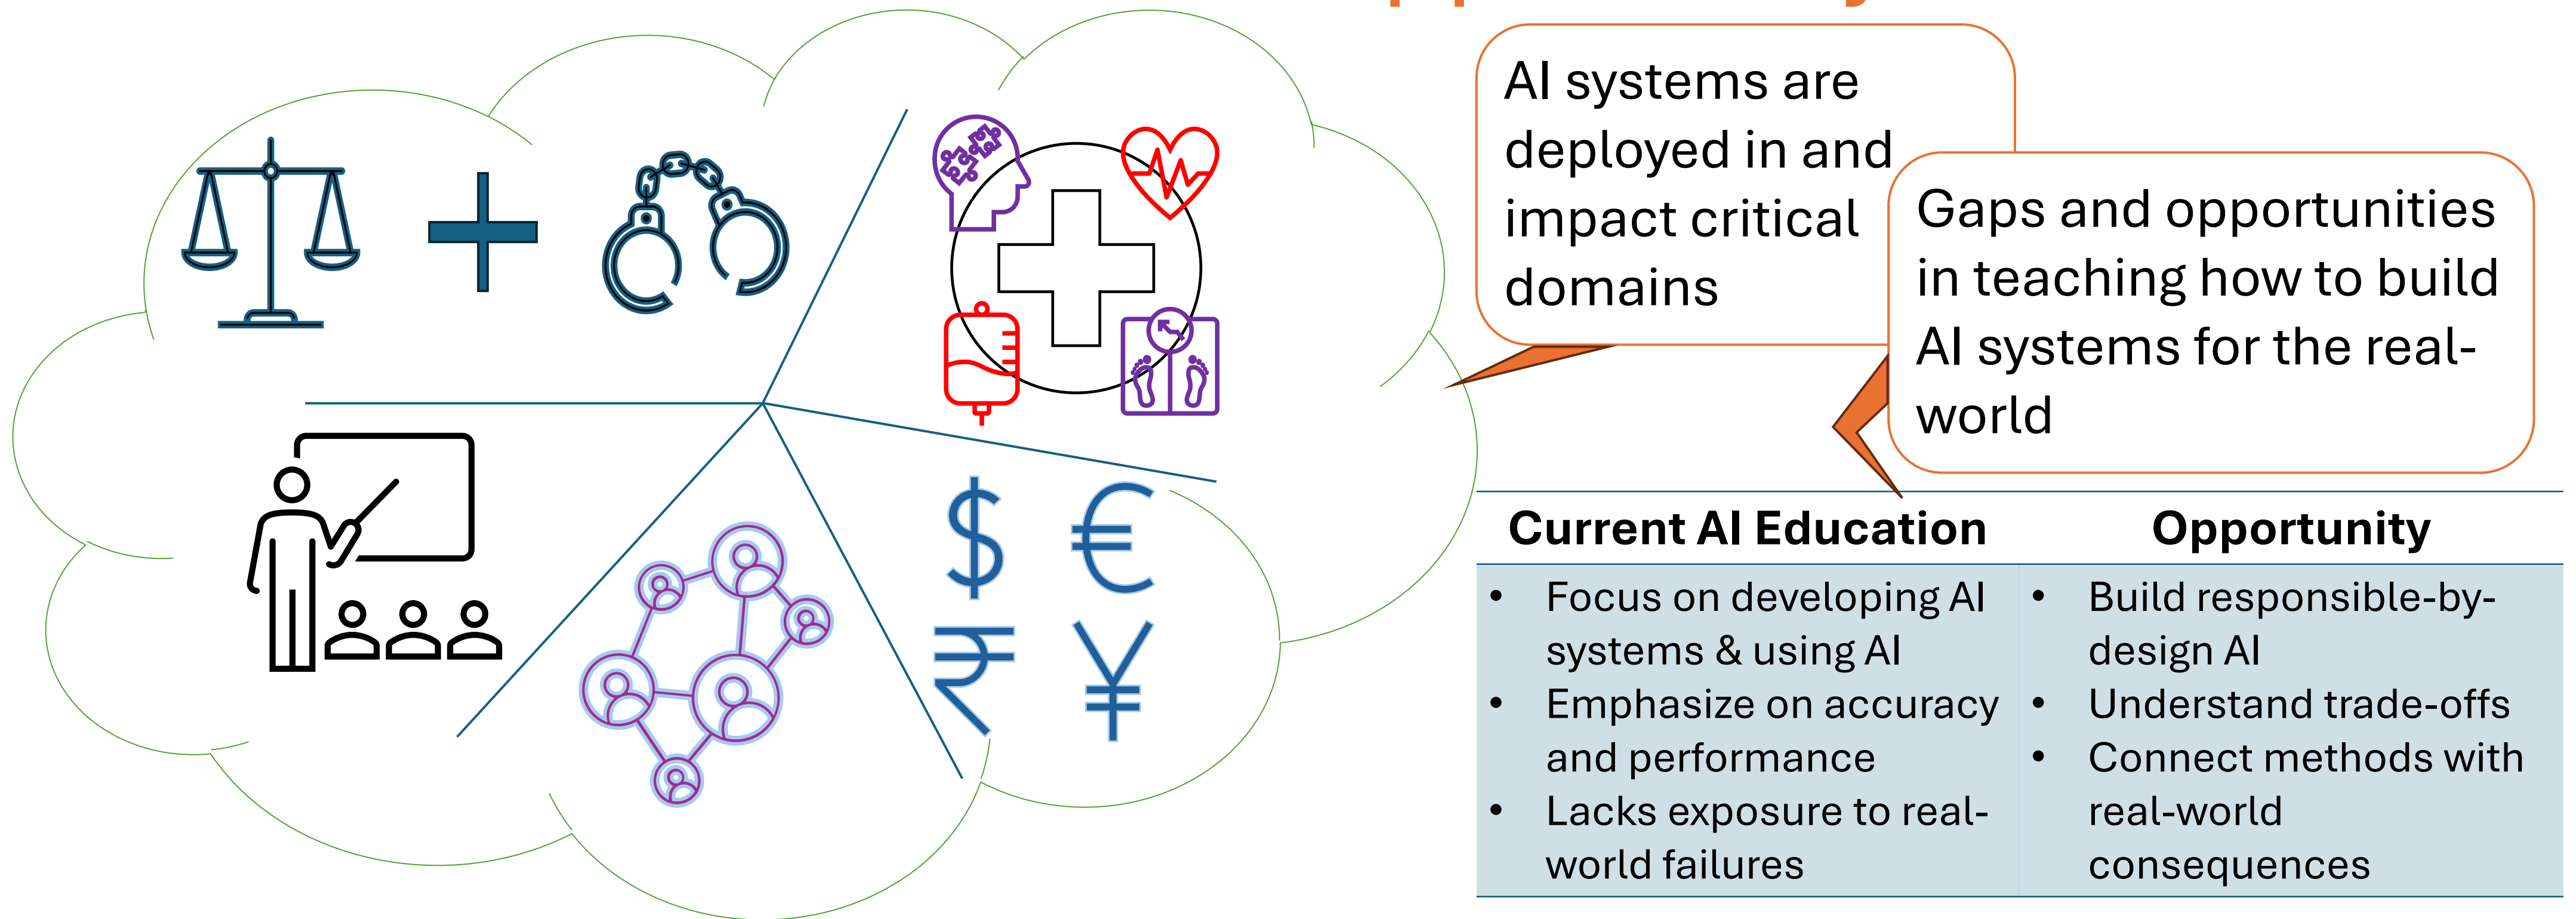 AI systems are
deployed in and
impact critical
domains
Gaps and opportunities
in teaching how to build
AI systems for the real-
world
$ €
₹ ¥
Current AI Education Opportunity
• Focus on developing AI
systems & using AI
• Emphasize on accuracy
and performance
• Lacks exposure to real-
world failures
• Build responsible-by-
design AI
• Understand trade-offs
• Connect methods with
real-world
consequences